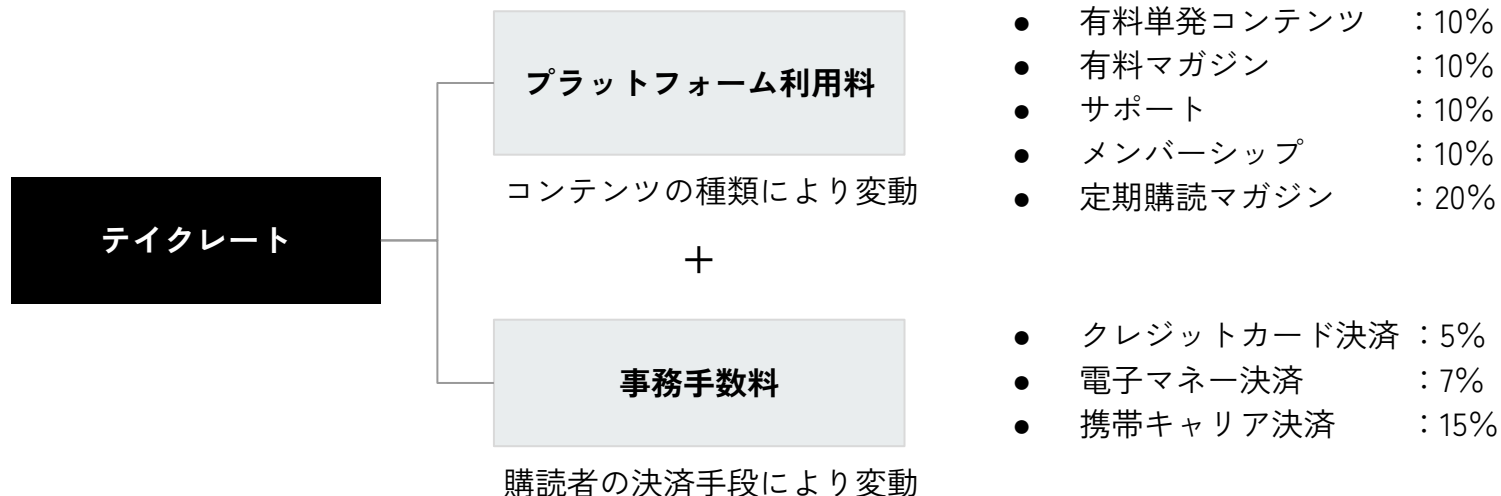 テイクレート
プラットフォーム利用料
コンテンツの種類により変動
● 有料単発コンテンツ ：10%
● 有料マガジン ：10%
● サポート ：10%
● メンバーシップ ：10%
● 定期購読マガジン ：20%
＋
事務手数料
購読者の決済手段により変動
● クレジットカード決済 ：5%
● 電子マネー決済 ：7%
● 携帯キャリア決済 ：15%